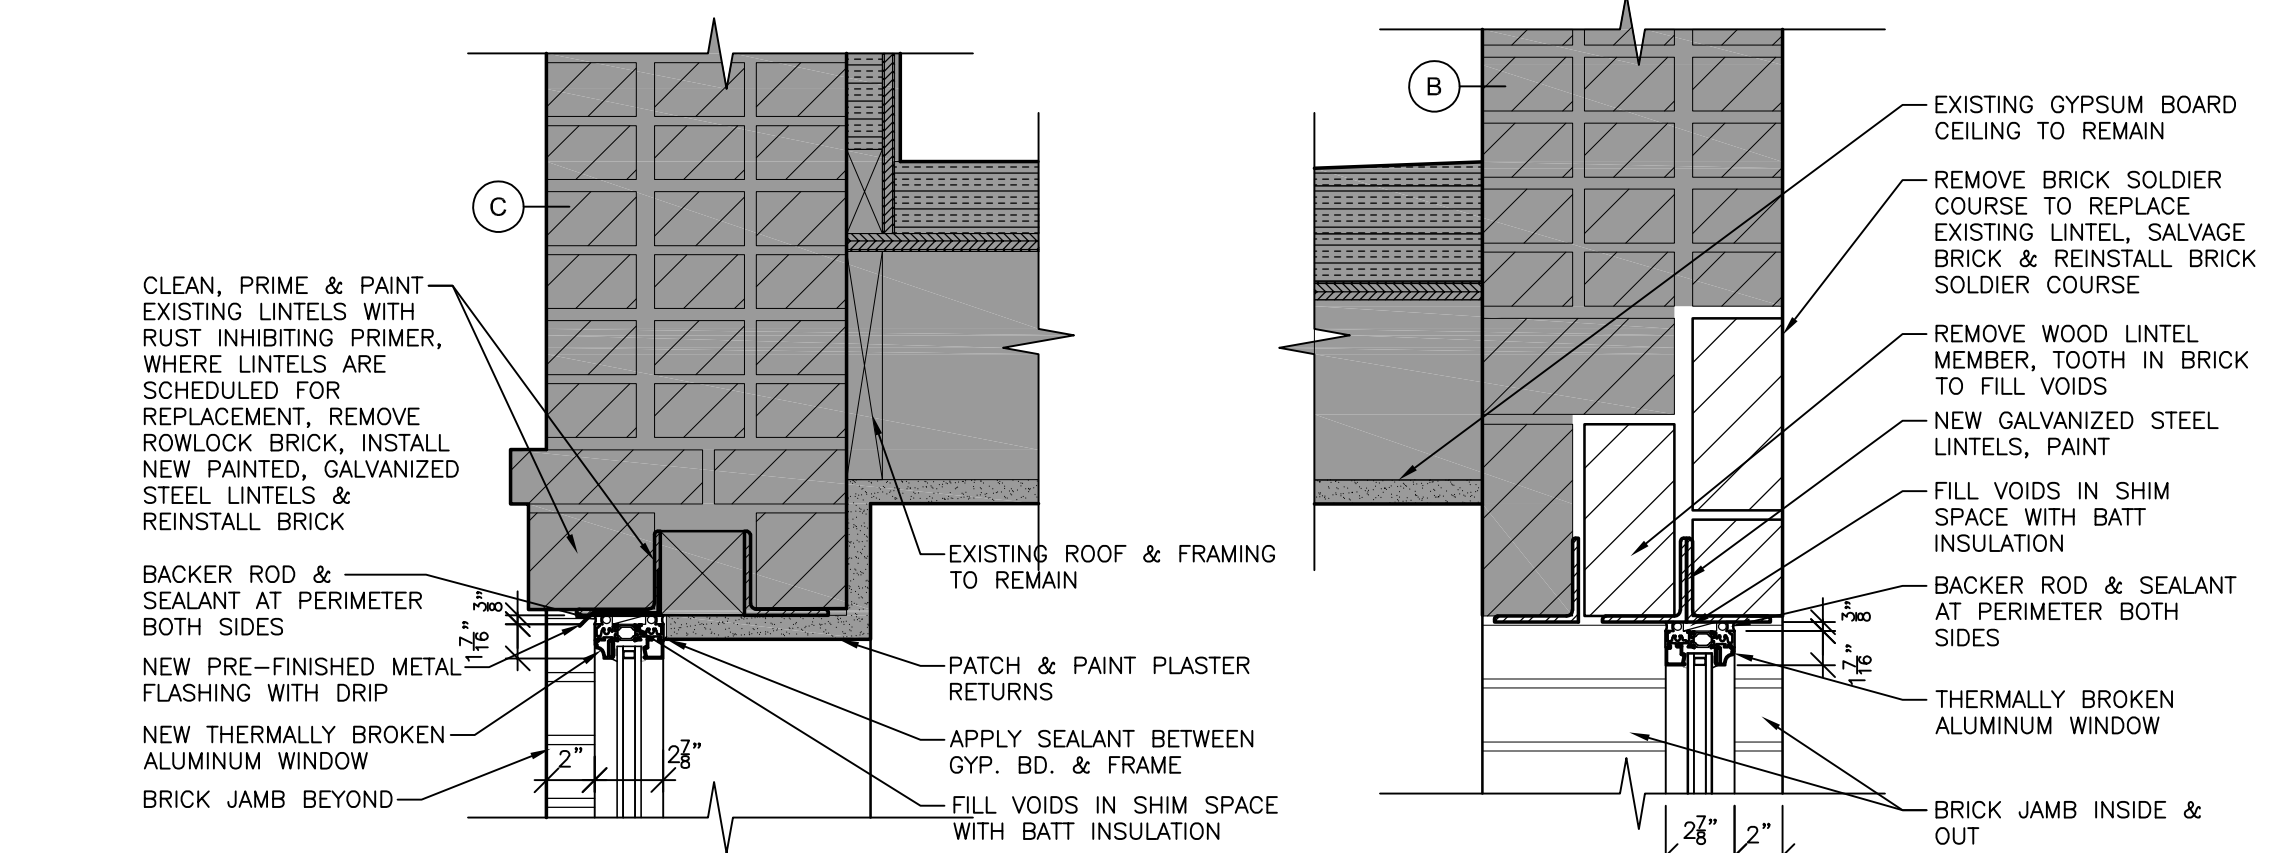 C
CLEAN, PRIME & PAINT
EXISTING LINTELS WITH
RUST INHIBITING PRIMER,
WHERE LINTELS ARE
SCHEDULED FOR
REPLACEMENT, REMOVE
ROWLOCK BRICK, INSTALL
NEW PAINTED, GALVANIZED
STEEL LINTELS &
REINSTALL BRICK
BACKER ROD &
SEALANT AT PERIMETER
BOTH SIDES
NEW PRE-FINISHED METAL
FLASHING WITH DRIP
NEW THERMALLY BROKEN
ALUMINUM WINDOW
BRICK JAMB BEYOND
3/8"
1 7/16"
2"
2 7/8"
EXISTING ROOF & FRAMING
TO REMAIN
PATCH & PAINT PLASTER
RETURNS
APPLY SEALANT BETWEEN
GYP. BD. & FRAME
FILL VOIDS IN SHIM SPACE
WITH BATT INSULATION
B
EXISTING GYPSUM BOARD
CEILING TO REMAIN
REMOVE BRICK SOLDIER
COURSE TO REPLACE
EXISTING LINTEL, SALVAGE
BRICK & REINSTALL BRICK
SOLDIER COURSE
REMOVE WOOD LINTEL
MEMBER, TOOTH IN BRICK
TO FILL VOIDS
NEW GALVANIZED STEEL
LINTELS, PAINT
FILL VOIDS IN SHIM
SPACE WITH BATT
INSULATION
BACKER ROD & SEALANT
AT PERIMETER BOTH
SIDES
THERMALLY BROKEN
ALUMINUM WINDOW
BRICK JAMB INSIDE &
OUT
3/8"
1 7/16"
2 7/8"
2"